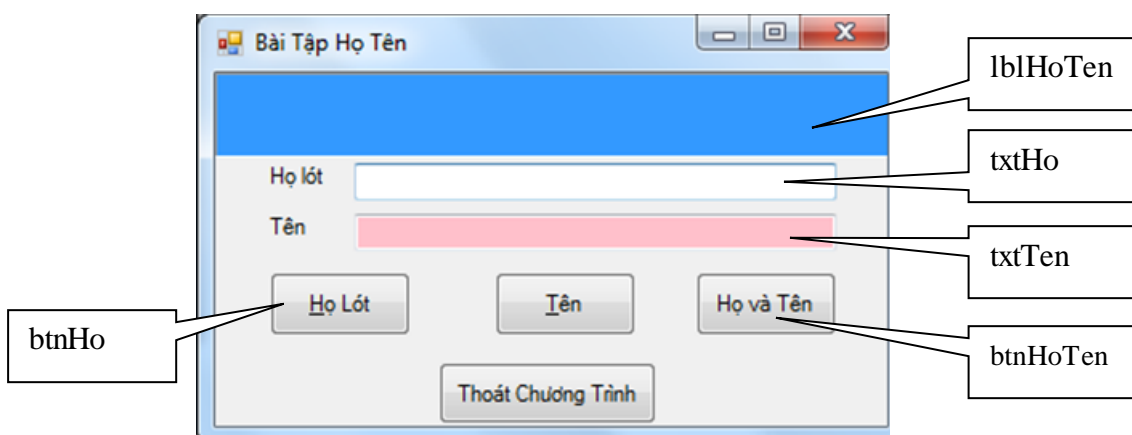 Bài Tập Họ Tên
lblHoTen
Họ lót
txtHo
Tên
txtTen
Họ Lót
Tên
Họ và Tên
btnHo
btnHoTen
Thoát Chương Trình